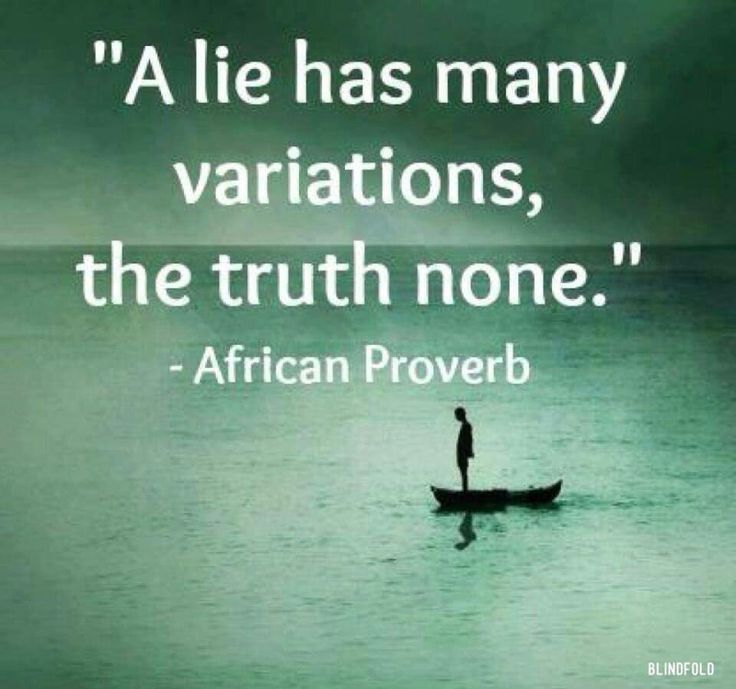 "A lie has many
variations,
the truth none."
- African Proverb
BLINDFOLD